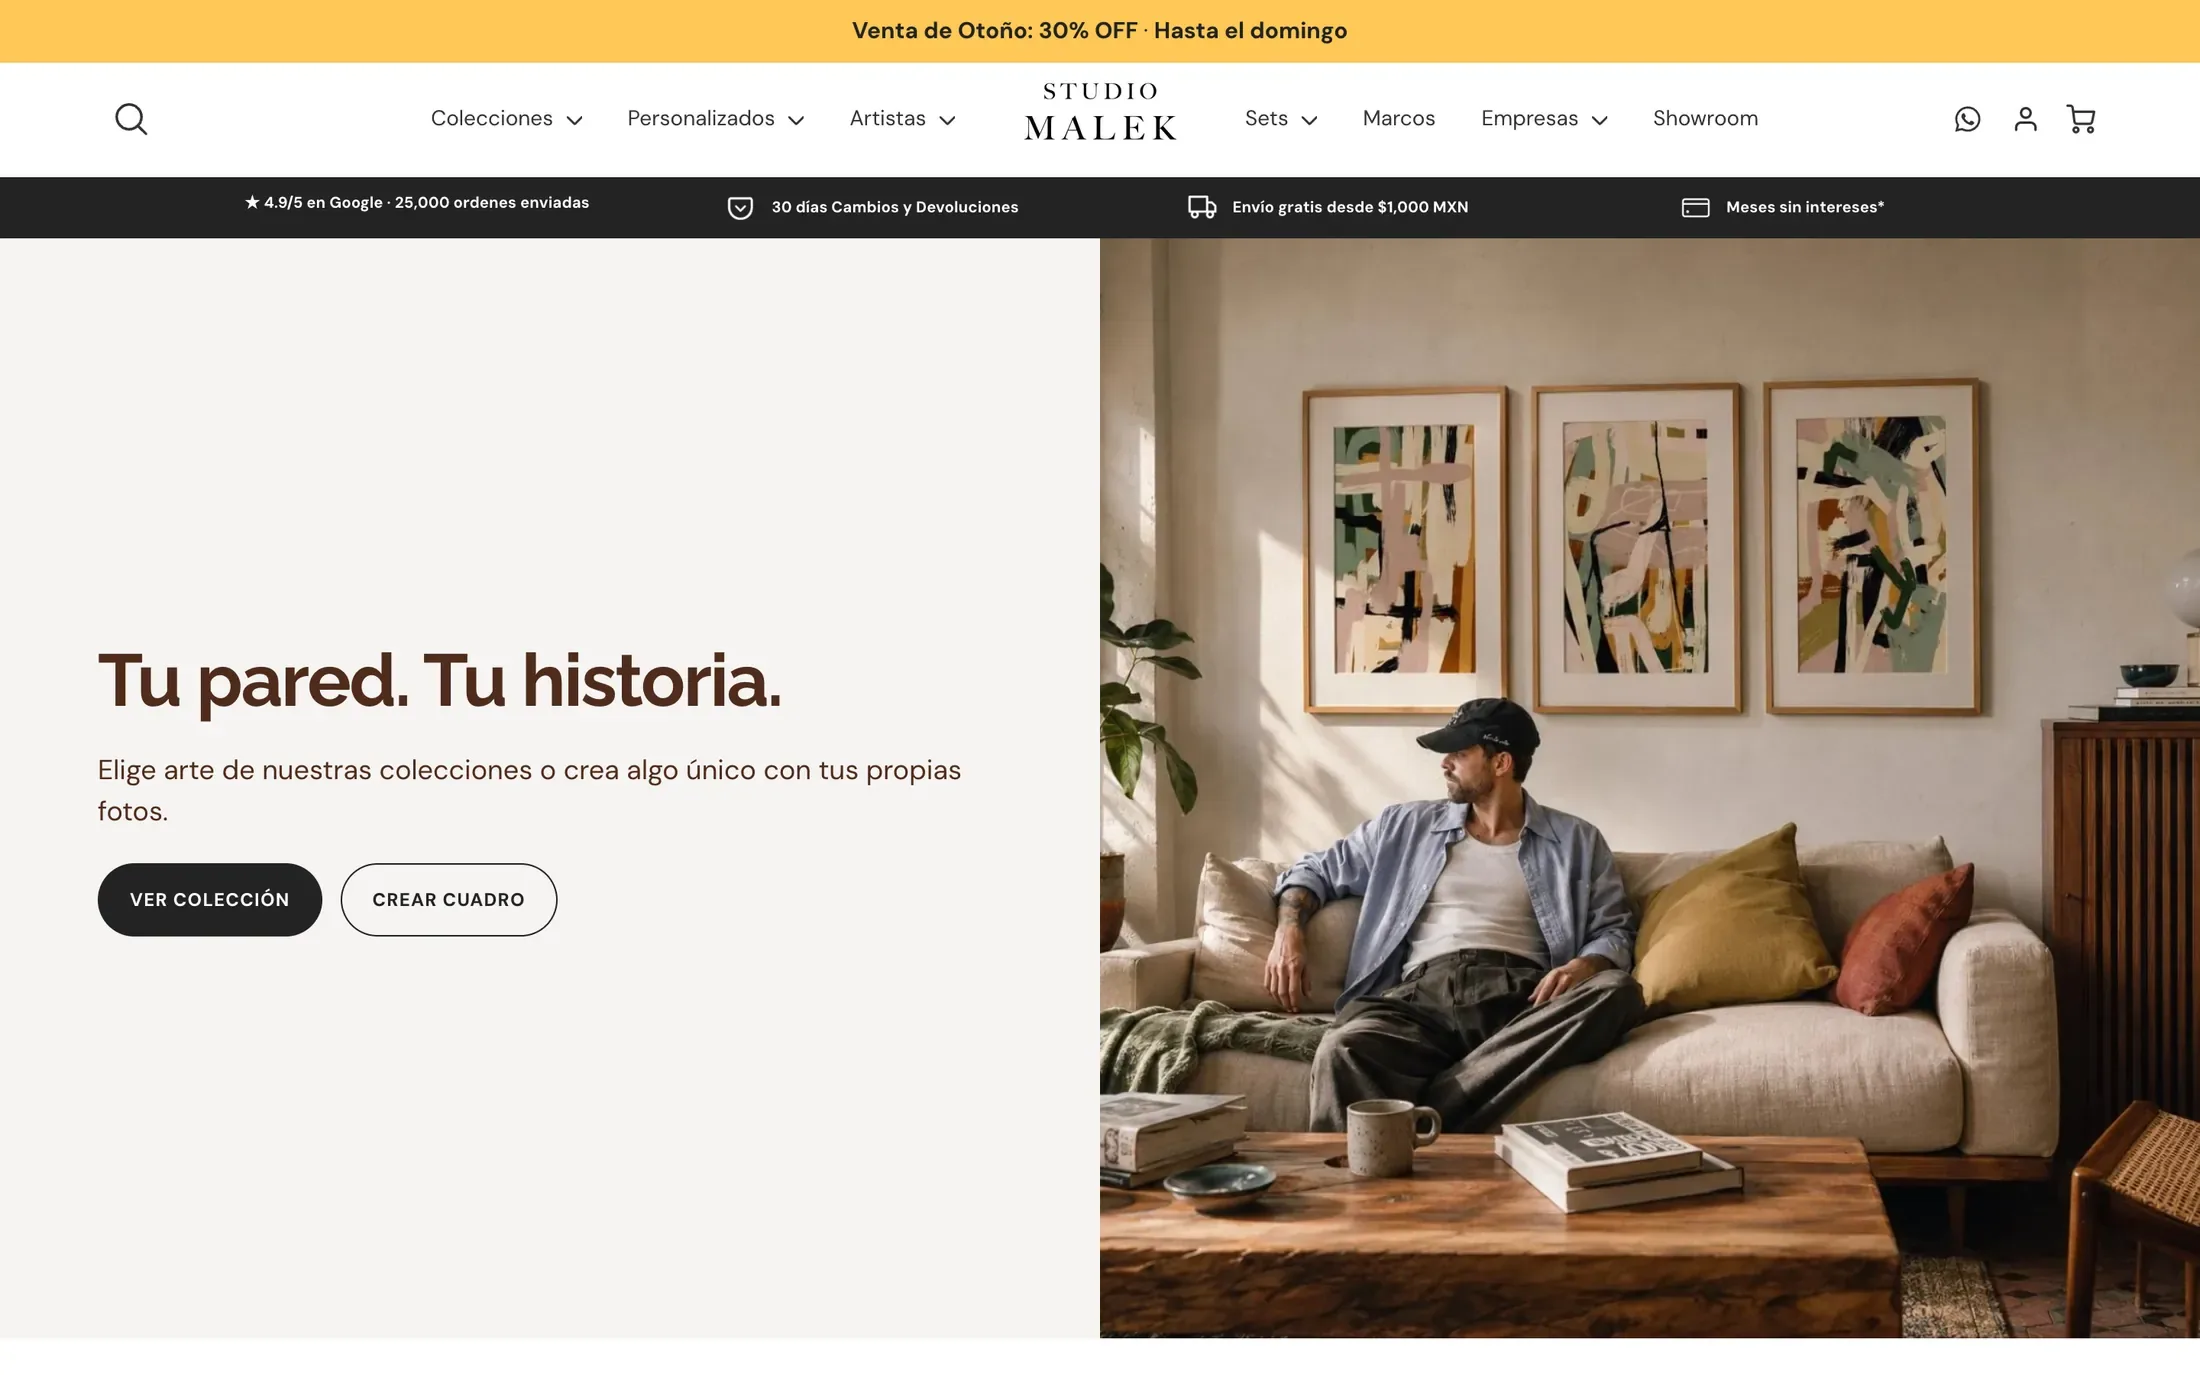 Venta de Otoño: 30% OFF · Hasta el domingo
Colecciones
Personalizados
Artistas
STUDIO
MALEK
Sets
Marcos
Empresas
Showroom
★ 4.9/5 en Google · 25,000 ordenes enviadas
30 días Cambios y Devoluciones
Envío gratis desde $1,000 MXN
Meses sin intereses*
Tu pared. Tu historia.
Elige arte de nuestras colecciones o crea algo único con tus propias
fotos.
VER COLECCIÓN
CREAR CUADRO